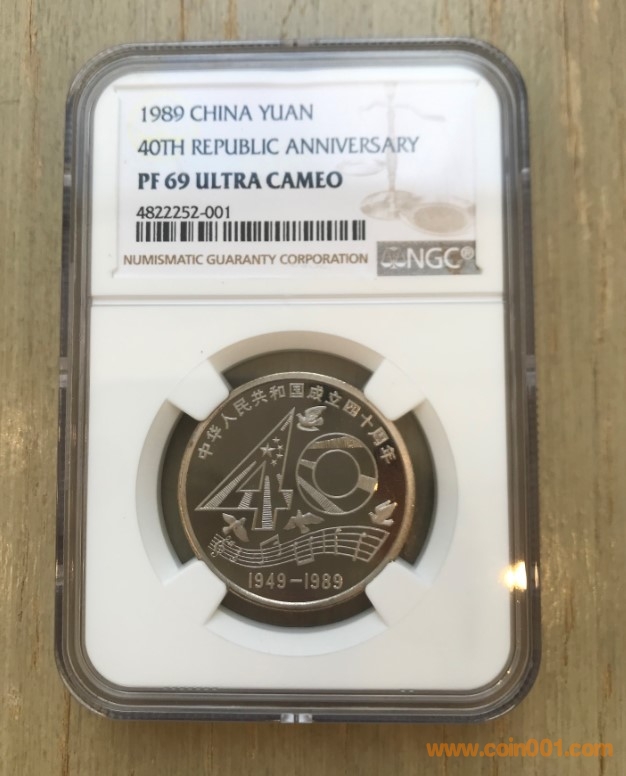 1989 CHINA YUAN
40TH REPUBLIC ANNIVERSARY
PF 69 ULTRA CAMEO
4822252-001
NUMISMATIC GUARANTY CORPORATION
NGC®
中华人民共和国成立四十周年
40
1949-1989
www.coin001.com